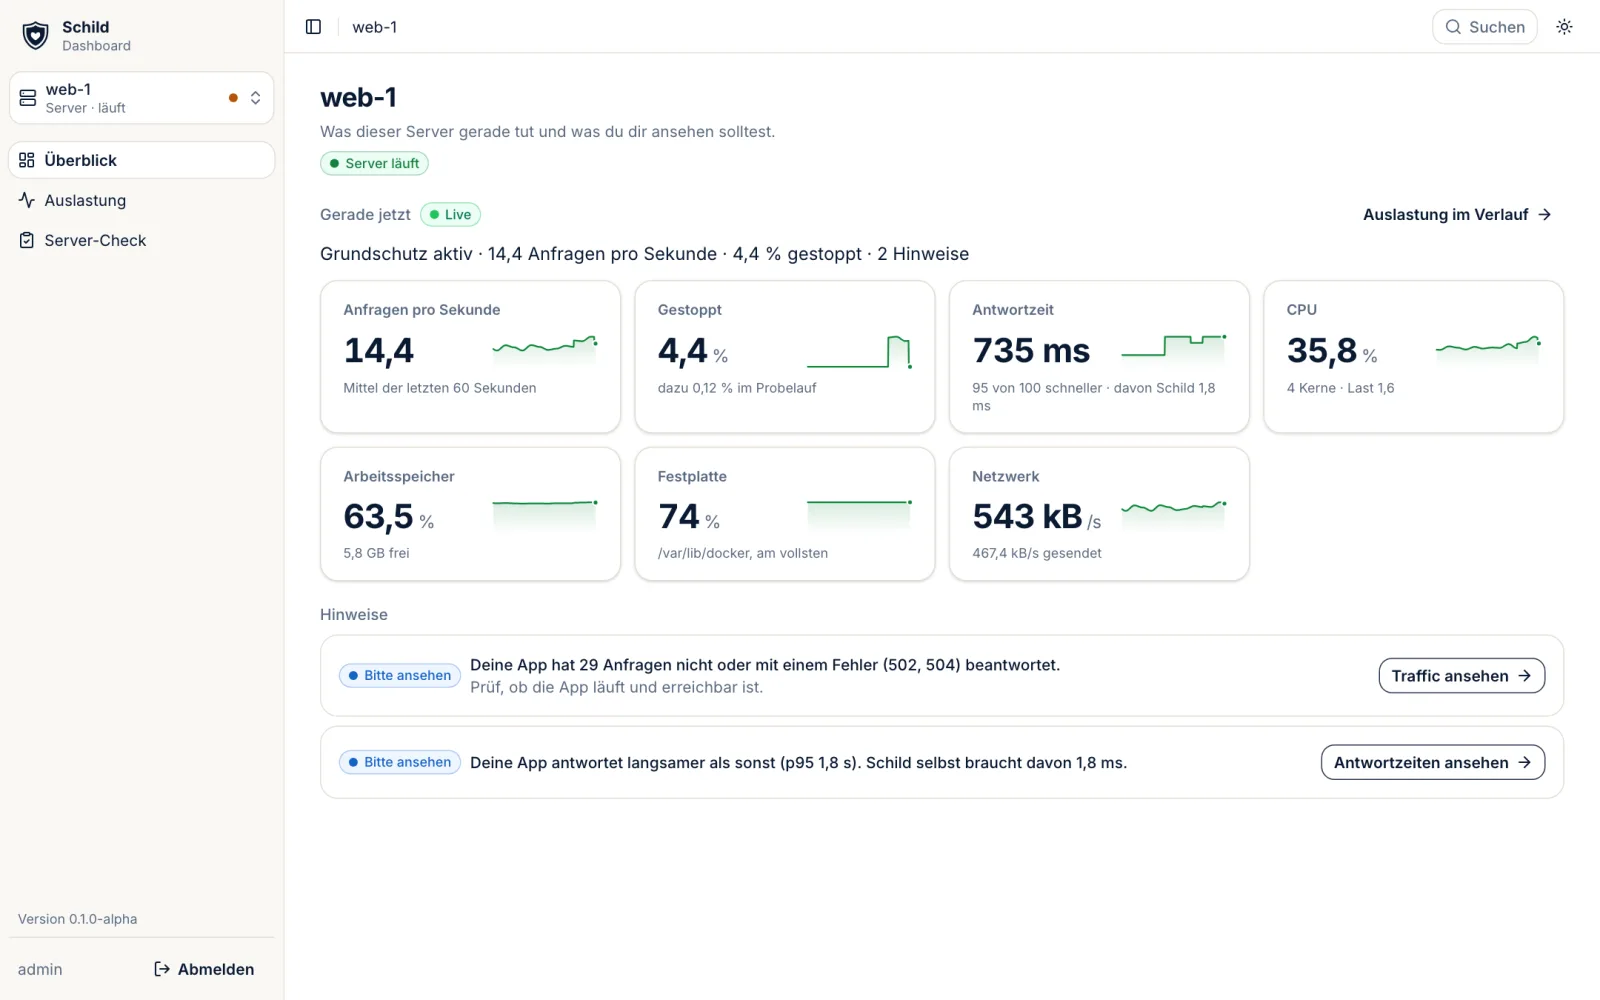 Schild
Dashboard
web-1
Server · läuft
Überblick
Auslastung
Server-Check
Version 0.1.0-alpha
admin
Abmelden
web-1
Suchen
web-1
Was dieser Server gerade tut und was du dir ansehen solltest.
Server läuft
Gerade jetzt
Live
Auslastung im Verlauf
Grundschutz aktiv · 14,4 Anfragen pro Sekunde · 4,4 % gestoppt · 2 Hinweise
Anfragen pro Sekunde
14,4
Mittel der letzten 60 Sekunden
Gestoppt
4,4 %
dazu 0,12 % im Probelauf
Antwortzeit
735 ms
95 von 100 schneller · davon Schild 1,8
ms
CPU
35,8 %
4 Kerne · Last 1,6
Arbeitsspeicher
63,5 %
5,8 GB frei
Festplatte
74 %
/var/lib/docker, am vollsten
Netzwerk
543 kB /s
467,4 kB/s gesendet
Hinweise
Bitte ansehen
Deine App hat 29 Anfragen nicht oder mit einem Fehler (502, 504) beantwortet.
Prüf, ob die App läuft und erreichbar ist.
Traffic ansehen
Bitte ansehen
Deine App antwortet langsamer als sonst (p95 1,8 s). Schild selbst braucht davon 1,8 ms.
Antwortzeiten ansehen